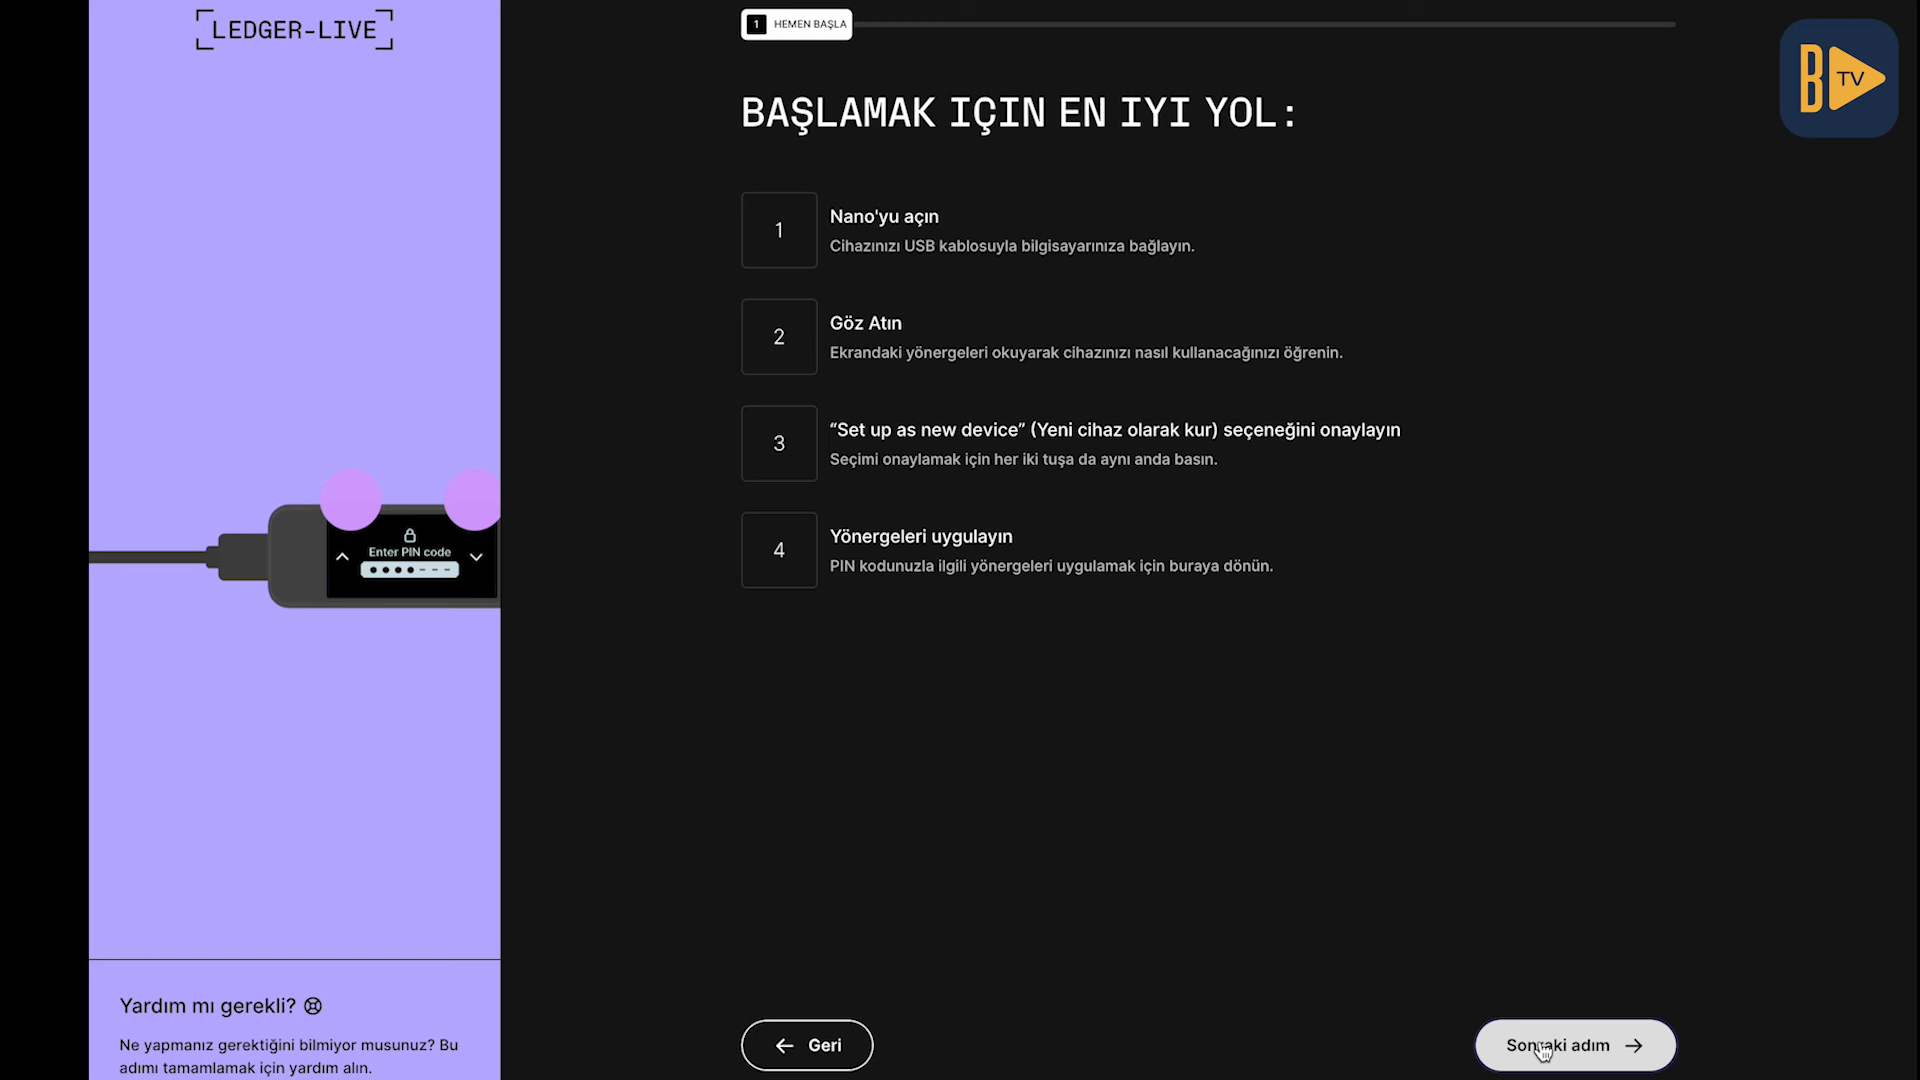 LEDGER-LIVE
Enter PIN code
Yardım mı gerekli?
Ne yapmanız gerektiğini bilmiyor musunuz? Bu
adımı tamamlamak için yardım alın.
1 HEMEN BAŞLA
BAŞLAMAK IÇIN EN IYI YOL:
1
Nano'yu açın
Cihazınızı USB kablosuyla bilgisayarınıza bağlayın.
2
Göz Atın
Ekrandaki yönergeleri okuyarak cihazınızı nasıl kullanacağınızı öğrenin.
3
“Set up as new device” (Yeni cihaz olarak kur) seçeneğini onaylayın
Seçimi onaylamak için her iki tuşa da aynı anda basın.
4
Yönergeleri uygulayın
PIN kodunuzla ilgili yönergeleri uygulamak için buraya dönün.
Geri
Sonraki adım
B TV